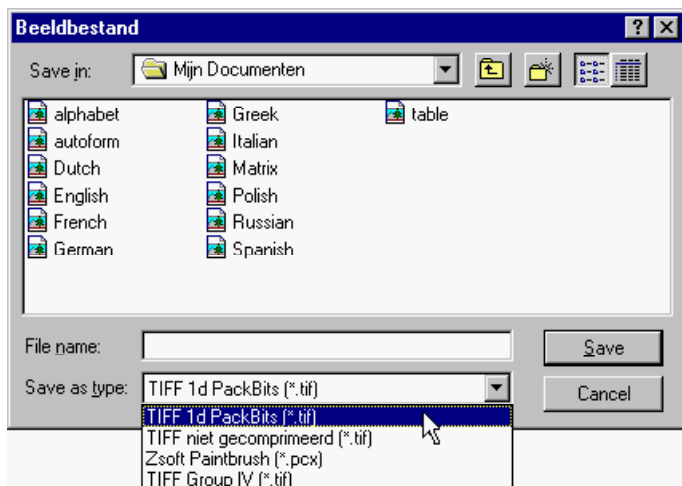 Beeldbestand
Save in: Mijn Documenten
alphabet Greek table
autoform Italian
Dutch Matrix
English Polish
French Russian
German Spanish
File name: Save
Save as type: TIFF 1d PackBits (*.tif) Cancel
TIFF 1d PackBits (*.tif)
TIFF niet gecomprimeerd (*.tif)
Zsoft Paintbrush (*.pcx)
TIFF Group IV (*.tif)